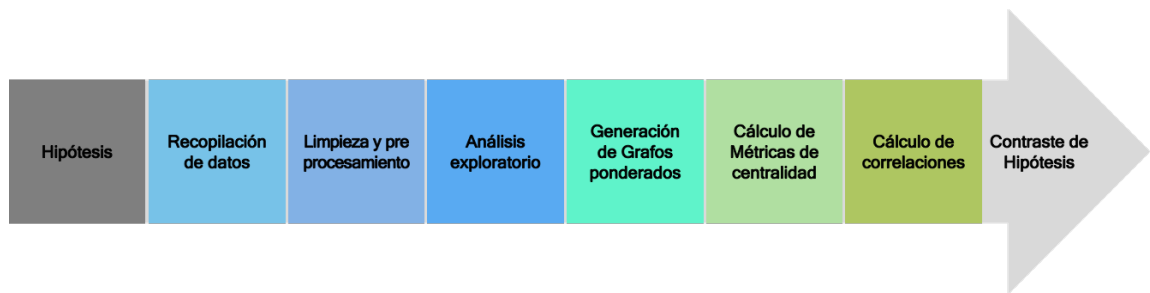 Hipótesis
Recopilación
de datos
Limpieza y pre
procesamiento
Análisis
exploratorio
Generación
de Grafos
ponderados
Cálculo de
Métricas de
centralidad
Cálculo de
correlaciones
Contraste de
Hipótesis